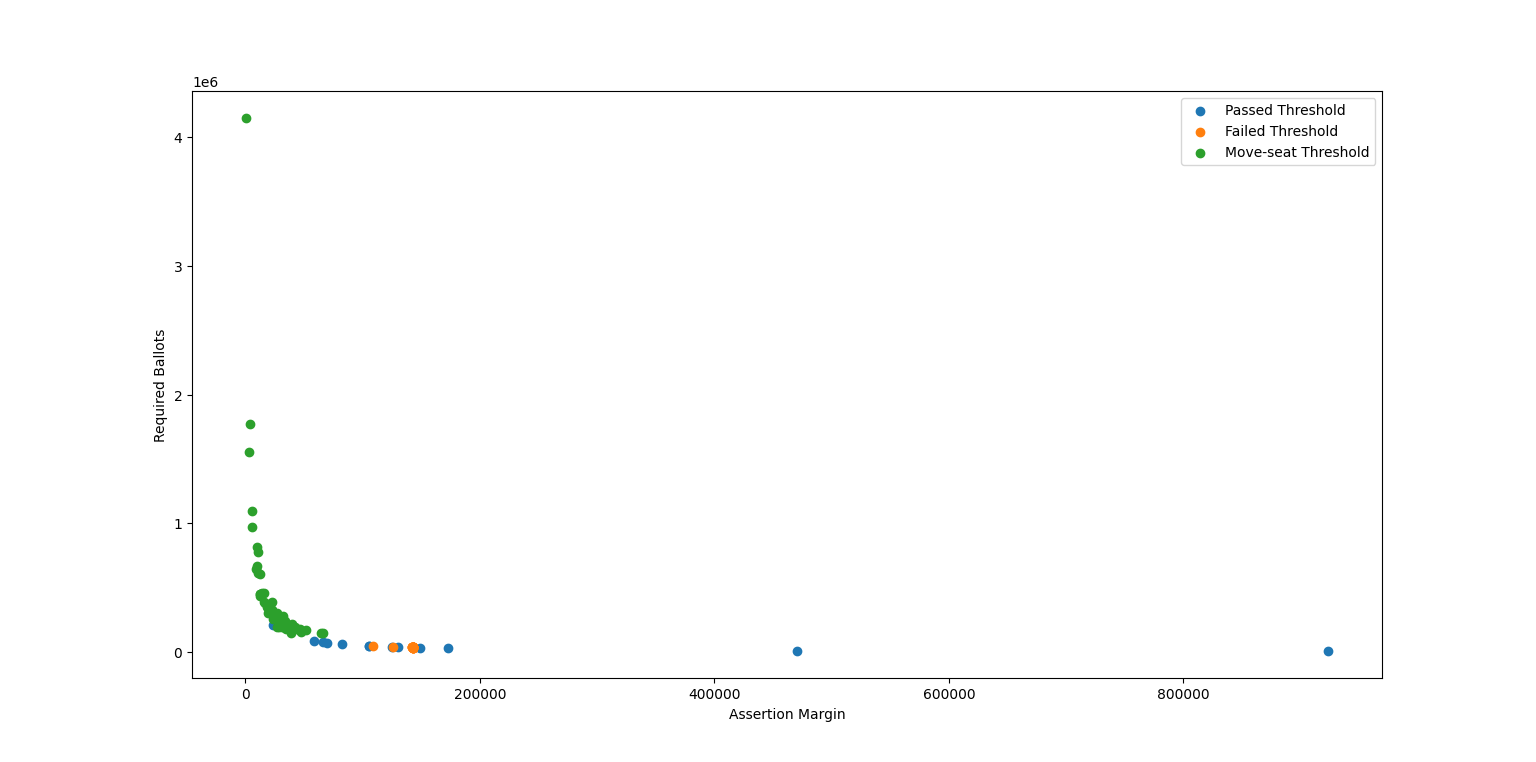 1e6
Passed Threshold
Failed Threshold
Move-seat Threshold
4
3
2
1
0
Required Ballots
0 200000 400000 600000 800000
Assertion Margin